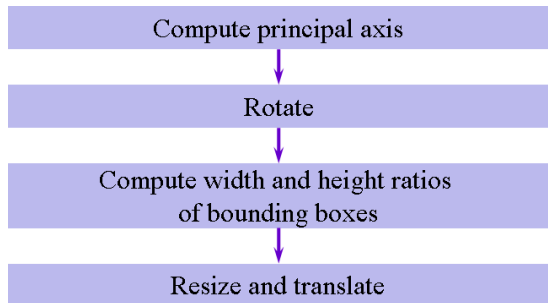 Compute principal axis
Rotate
Compute width and height ratios
of bounding boxes
Resize and translate